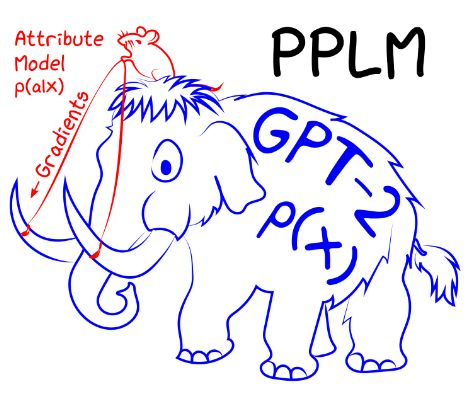 Attribute
Model
p(a|x)
PPLM
← Gradients
GPT-2
p(x)